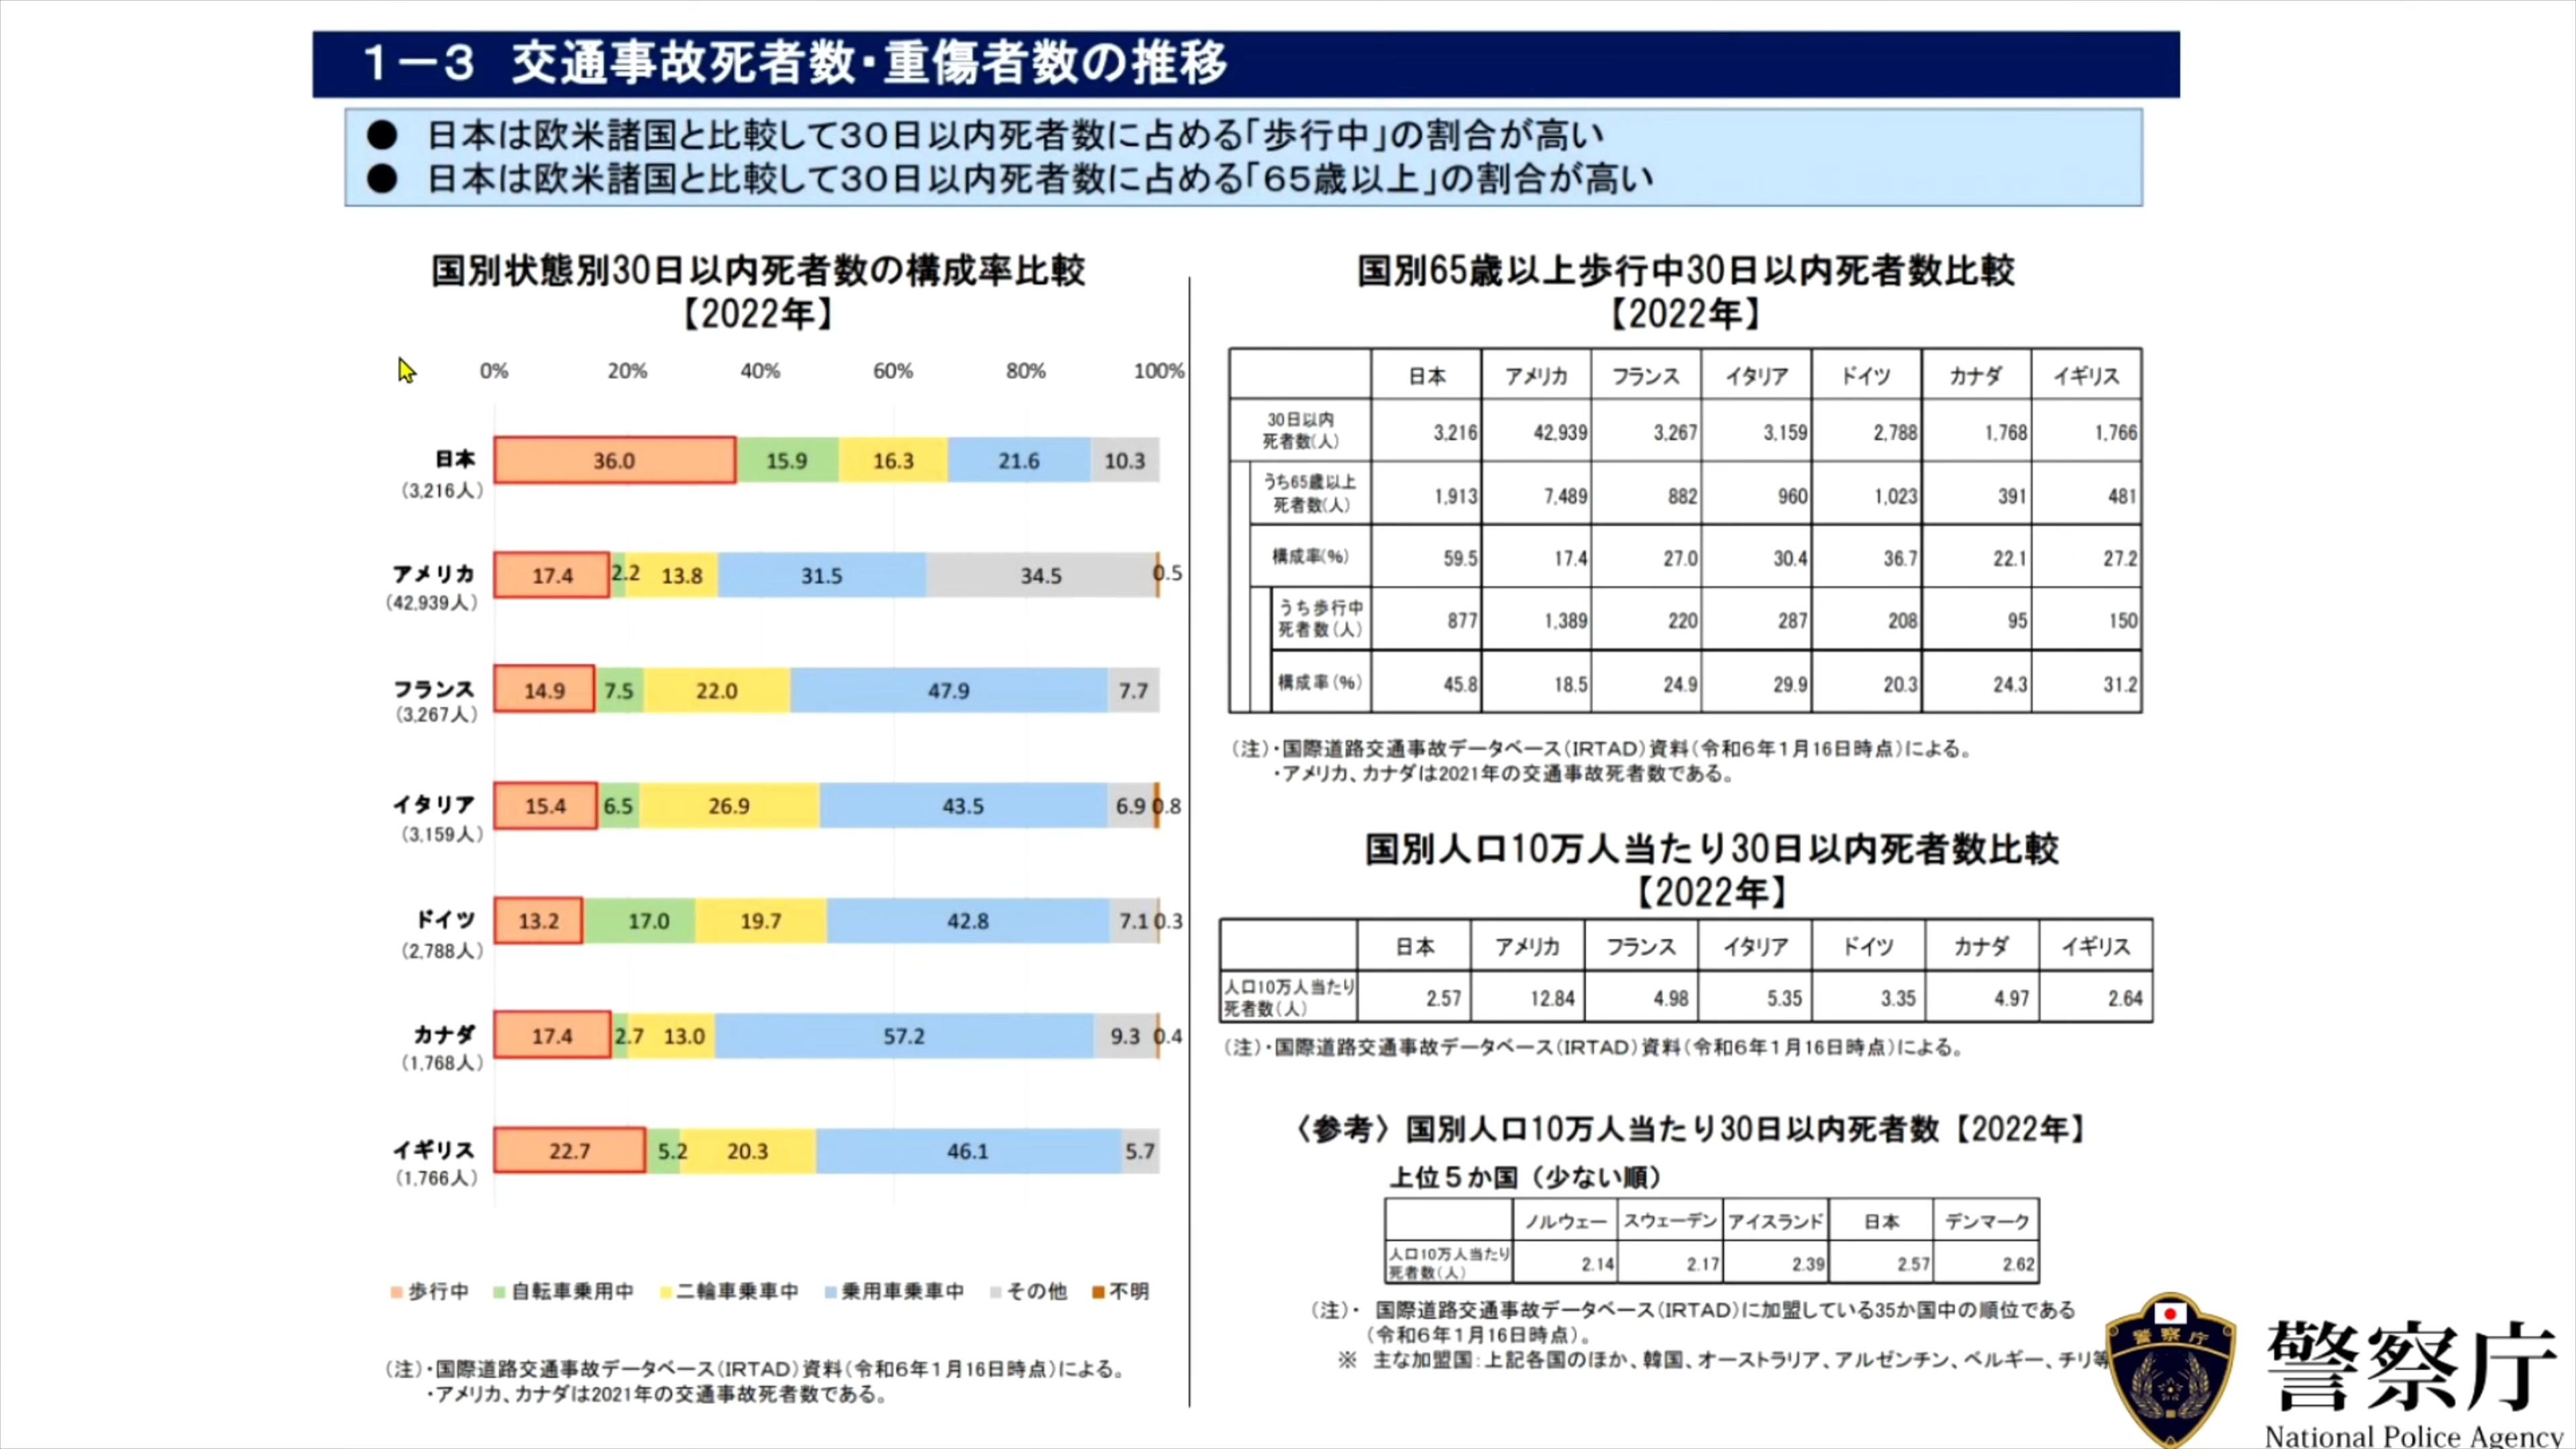 1－3　交通事故死者数・重傷者数の推移
● 日本は欧米諸国と比較して30日以内死者数に占める「歩行中」の割合が高い
● 日本は欧米諸国と比較して30日以内死者数に占める「65歳以上」の割合が高い
国別状態別30日以内死者数の構成率比較
【2022年】
0% 20% 40% 60% 80% 100%
日本 36.0 15.9 16.3 21.6 10.3
(3,216人)
アメリカ 17.4 2.2 13.8 31.5 34.5 0.5
(42,939人)
フランス 14.9 7.5 22.0 47.9 7.7
(3,267人)
イタリア 15.4 6.5 26.9 43.5 6.9 0.8
(3,159人)
ドイツ 13.2 17.0 19.7 42.8 7.1 0.3
(2,788人)
カナダ 17.4 2.7 13.0 57.2 9.3 0.4
(1,768人)
イギリス 22.7 5.2 20.3 46.1 5.7
(1,766人)
歩行中 自転車乗用中 二輪車乗車中 乗用車乗車中 その他 不明
(注)・国際道路交通事故データベース(IRTAD)資料(令和6年1月16日時点)による。
・アメリカ、カナダは2021年の交通事故死者数である。
国別65歳以上歩行中30日以内死者数比較
【2022年】
日本 アメリカ フランス イタリア ドイツ カナダ イギリス
30日以内
死者数(人) 3,216 42,939 3,267 3,159 2,788 1,768 1,766
うち65歳以上
死者数(人) 1,913 7,489 882 960 1,023 391 481
構成率(%) 59.5 17.4 27.0 30.4 36.7 22.1 27.2
うち歩行中
死者数(人) 877 1,389 220 287 208 95 150
構成率(%) 45.8 18.5 24.9 29.9 20.3 24.3 31.2
(注)・国際道路交通事故データベース(IRTAD)資料(令和6年1月16日時点)による。
・アメリカ、カナダは2021年の交通事故死者数である。
国別人口10万人当たり30日以内死者数比較
【2022年】
日本 アメリカ フランス イタリア ドイツ カナダ イギリス
人口10万人当たり
死者数(人) 2.57 12.84 4.98 5.35 3.35 4.97 2.64
(注)・国際道路交通事故データベース(IRTAD)資料(令和6年1月16日時点)による。
〈参考〉国別人口10万人当たり30日以内死者数【2022年】
上位5か国（少ない順）
ノルウェー スウェーデン アイスランド 日本 デンマーク
人口10万人当たり
死者数(人) 2.14 2.17 2.39 2.57 2.62
(注)・ 国際道路交通事故データベース(IRTAD)に加盟している35か国中の順位である
(令和6年1月16日時点)。
※ 主な加盟国：上記各国のほか、韓国、オーストラリア、アルゼンチン、ベルギー、チリ等
警察庁
警察庁
National Police Agency